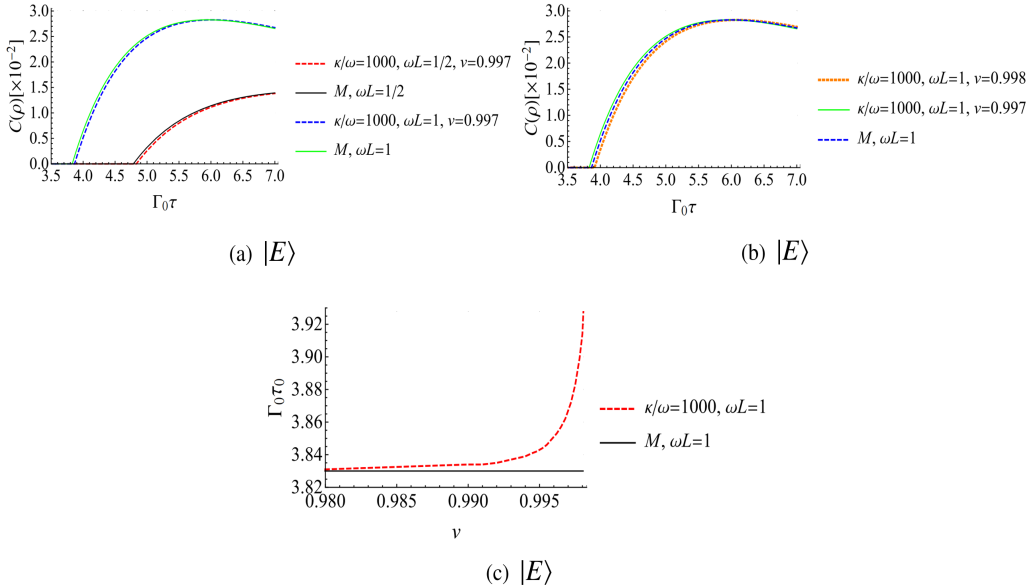 C(ρ)[×10⁻²]
3.0
2.5
2.0
1.5
1.0
0.5
0.0
3.5 4.0 4.5 5.0 5.5 6.0 6.5 7.0
Γ₀τ
κ/ω=1000, ωL=1/2, v=0.997
M, ωL=1/2
κ/ω=1000, ωL=1, v=0.997
M, ωL=1
(a) |E⟩
C(ρ)[×10⁻²]
3.0
2.5
2.0
1.5
1.0
0.5
0.0
3.5 4.0 4.5 5.0 5.5 6.0 6.5 7.0
Γ₀τ
κ/ω=1000, ωL=1, v=0.998
κ/ω=1000, ωL=1, v=0.997
M, ωL=1
(b) |E⟩
Γ₀τ₀
3.92
3.90
3.88
3.86
3.84
3.82
0.980 0.985 0.990 0.995
v
κ/ω=1000, ωL=1
M, ωL=1
(c) |E⟩